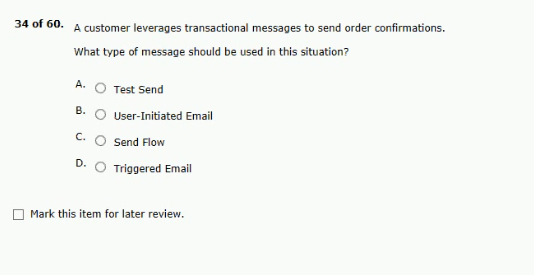 34 of 60. A customer leverages transactional messages to send order confirmations.
What type of message should be used in this situation?
A. Test Send
B. User-Initiated Email
C. Send Flow
D. Triggered Email
Mark this item for later review.